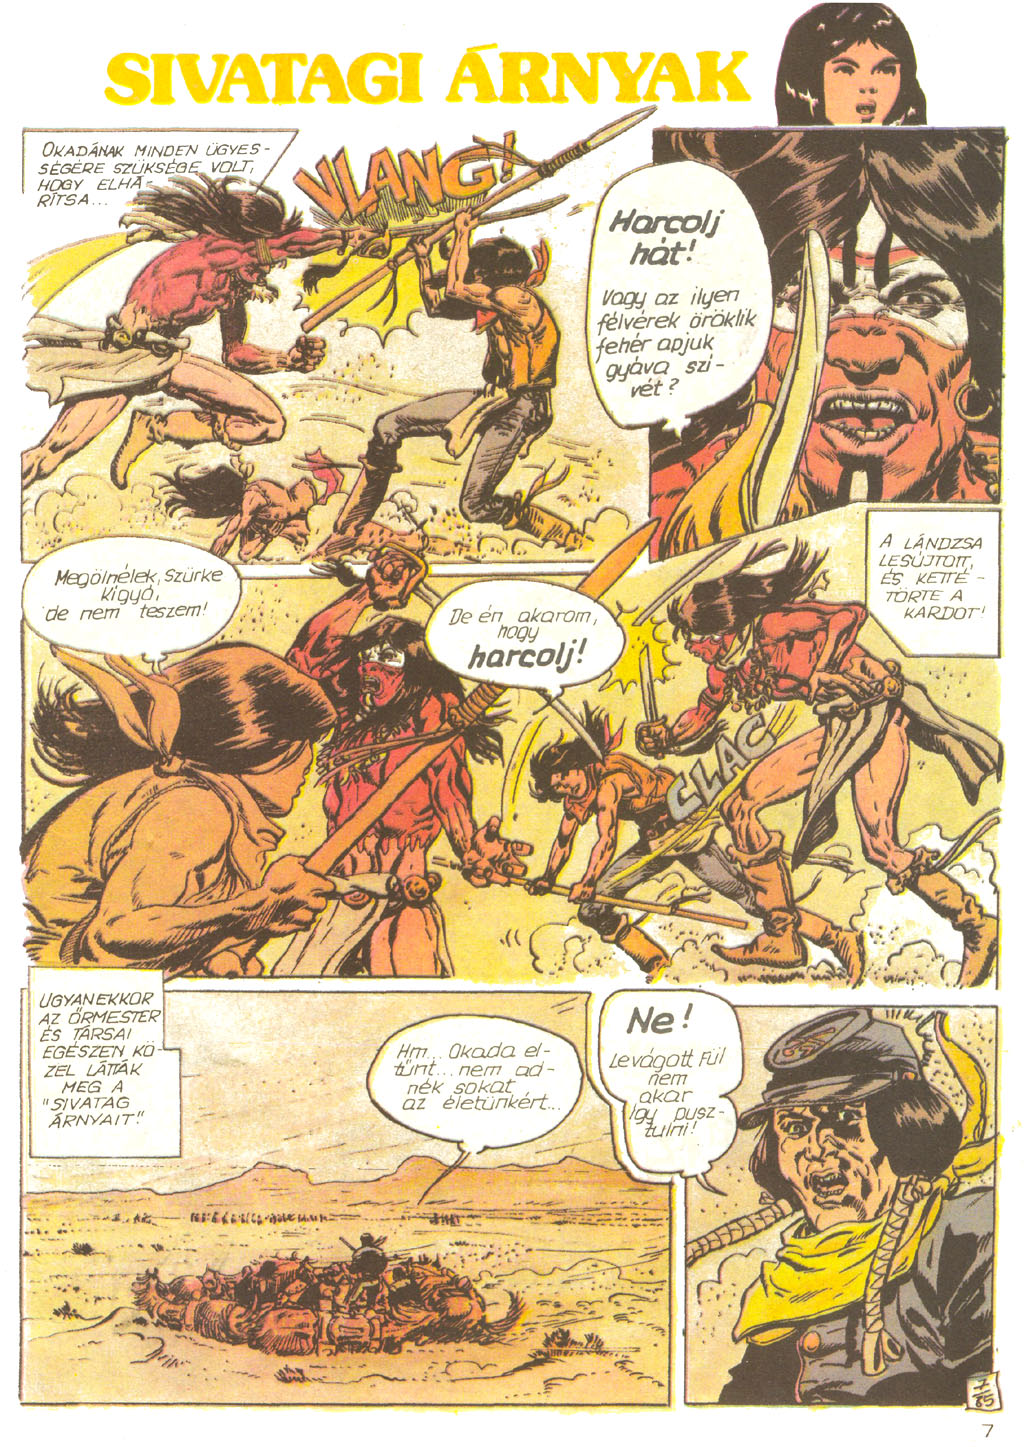 SIVATAGI ÁRNYAK
OKADÁNAK MINDEN ÜGYES-
SÉGÉRE SZÜKSÉGE VOLT,
HOGY ELHÁ-
RÍTSA...
VLANG!
Harcolj
hát!
Vagy az ilyen
félvérek öröklik
fehér apjuk
gyáva szí-
vét?
Megölnélek, Szürke
Kígyó,
de nem teszem!
De én akarom,
hogy
harcolj!
A LÁNDZSA
LESÚJTOTT,
ÉS KETTÉ-
TÖRTE A
KARDOT!
CLAC
UGYANEKKOR
AZ ŐRMESTER
ÉS TÁRSAI
EGÉSZEN KÖ-
ZEL LÁTTÁK
MEG A
"SIVATAG
ÁRNYAIT".
Hm... Okada el-
tűnt... nem ad-
nék sokat
az életünkért...
Ne!
Levágott Fül
nem
akar
így pusz-
tulni!
7
85
7